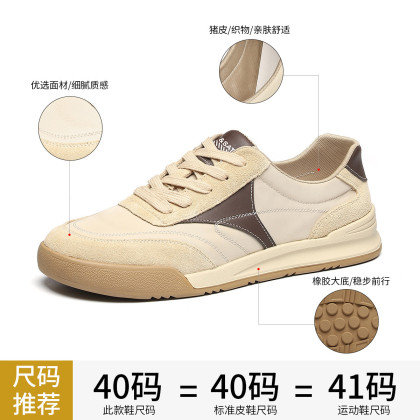 猪皮/织物/亲肤舒适
优选面材/细腻质感
橡胶大底/稳步前行
尺码
推荐
40码 = 40码 = 41码
此款鞋尺码 标准皮鞋尺码 运动鞋尺码